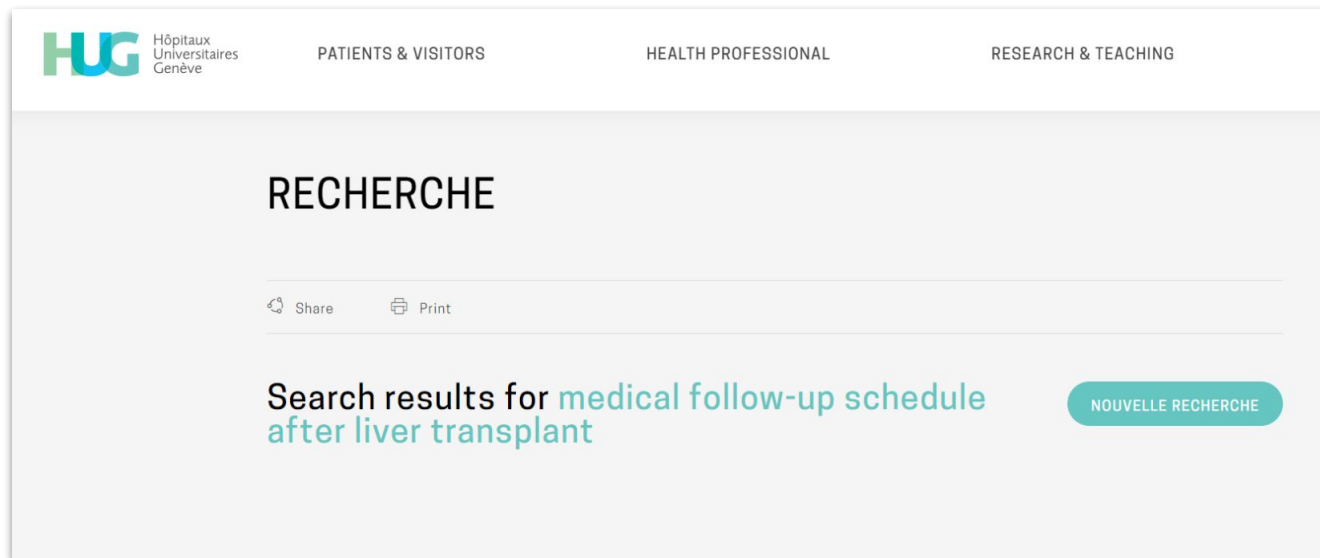 HUG
Hôpitaux
Universitaires
Genève
PATIENTS & VISITORS
HEALTH PROFESSIONAL
RESEARCH & TEACHING
RECHERCHE
Share
Print
Search results for medical follow-up schedule
after liver transplant
NOUVELLE RECHERCHE